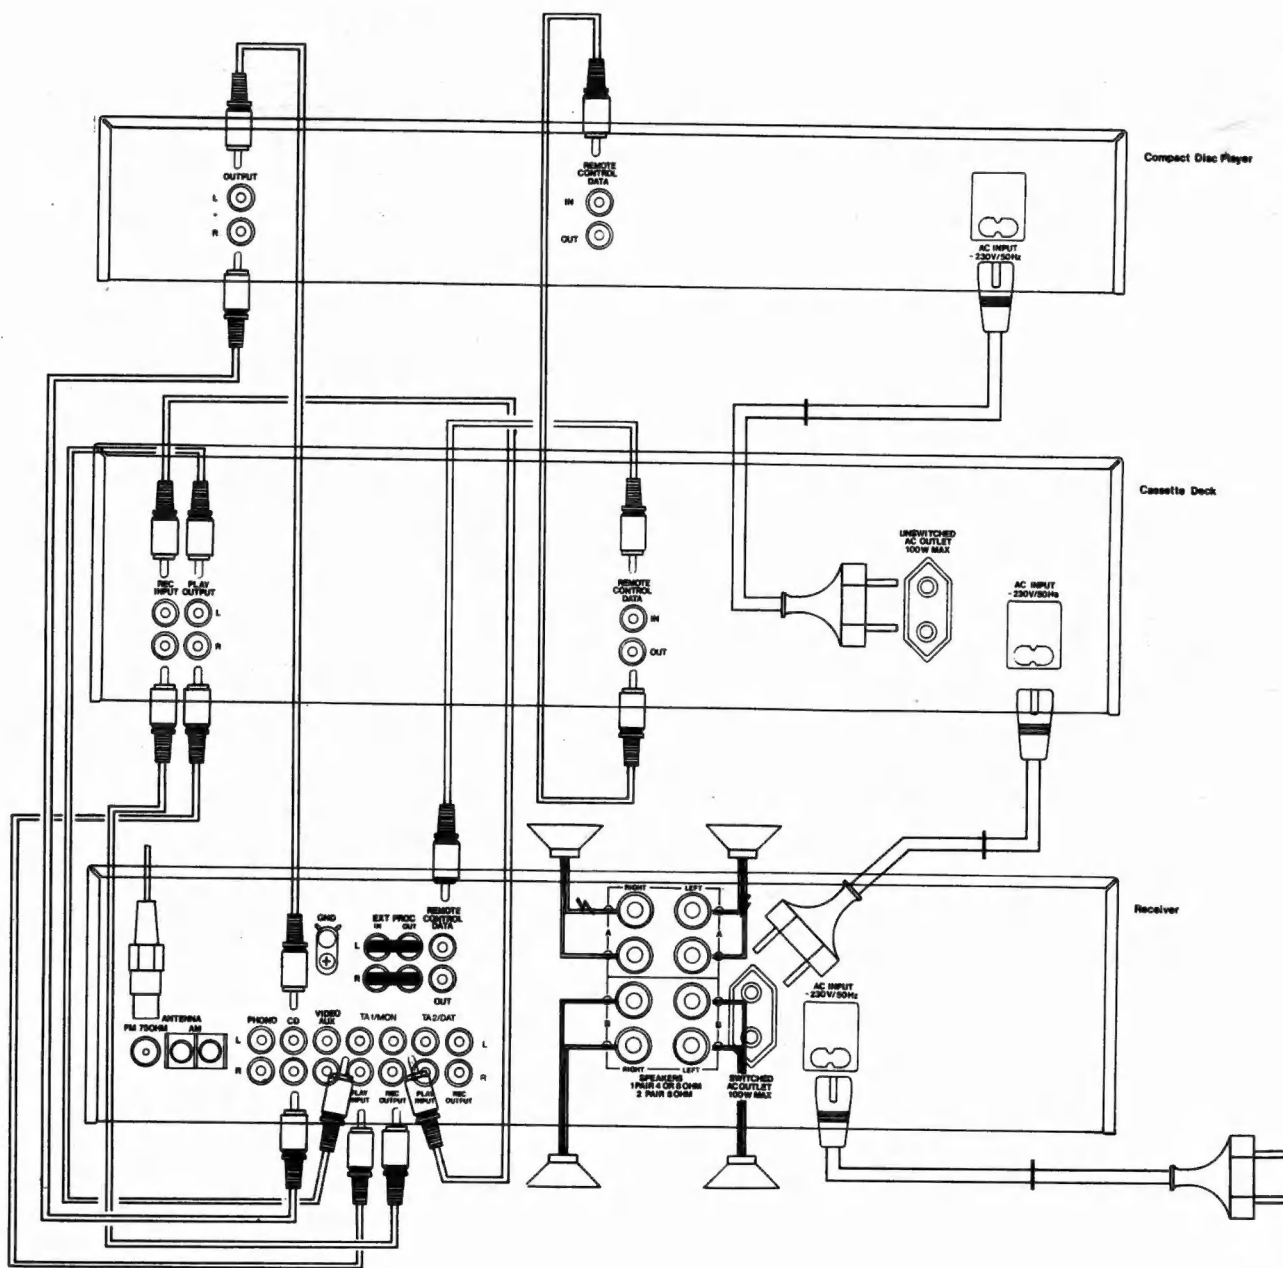 Compact Disc Player
OUTPUT
L
R
REMOTE
CONTROL
DATA
IN
OUT
AC INPUT
~230V/50Hz
Cassette Deck
REC
INPUT
PLAY
OUTPUT
L
R
REMOTE
CONTROL
DATA
IN
OUT
UNSWITCHED
AC OUTLET
100W MAX
AC INPUT
~230V/50Hz
Receiver
GND
EXT PROC
IN OUT
L
R
REMOTE
CONTROL
DATA
OUT
ANTENNA
FM 75OHM AM
PHONO
CD
VIDEO
AUX
TA1/MON
TA2/DAT
L
R
L
R
PLAY
INPUT
REC
OUTPUT
PLAY
INPUT
REC
OUTPUT
RIGHT LEFT
A A
B B
RIGHT LEFT
SPEAKERS
1 PAIR 4 OR 8 OHM
2 PAIR 8 OHM
SWITCHED
AC OUTLET
100W MAX
AC INPUT
~230V/50Hz